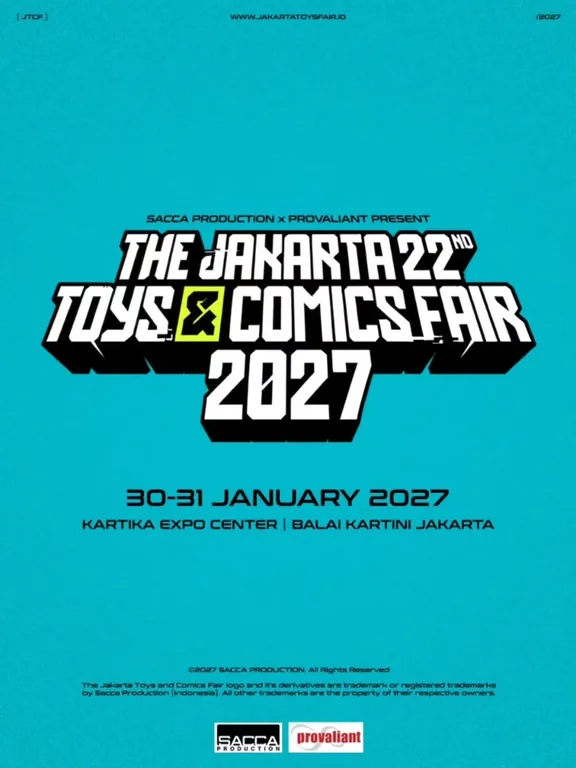 [ JTCF ]
WWW.JAKARTATOYSFAIR.ID
/2027
SACCA PRODUCTION x PROVALIANT PRESENT
THE JAKARTA 22ND
TOYS & COMICS FAIR
2027
30-31 JANUARY 2027
KARTIKA EXPO CENTER | BALAI KARTINI JAKARTA
©2027 SACCA PRODUCTION. All Rights Reserved
The Jakarta Toys and Comics Fair logo and it's derivatives are trademark or registered trademarks
by Sacca Production (Indonesia). All other trademarks are the property of their respective owners.
SACCA
PRODUCTION
provaliant